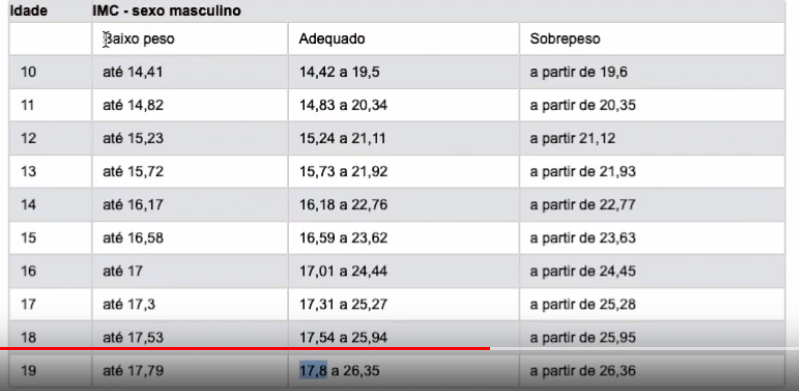 Idade IMC - sexo masculino
Baixo peso Adequado Sobrepeso
10 até 14,41 14,42 a 19,5 a partir de 19,6
11 até 14,82 14,83 a 20,34 a partir de 20,35
12 até 15,23 15,24 a 21,11 a partir 21,12
13 até 15,72 15,73 a 21,92 a partir de 21,93
14 até 16,17 16,18 a 22,76 a partir de 22,77
15 até 16,58 16,59 a 23,62 a partir de 23,63
16 até 17 17,01 a 24,44 a partir de 24,45
17 até 17,3 17,31 a 25,27 a partir de 25,28
18 até 17,53 17,54 a 25,94 a partir de 25,95
19 até 17,79 17,8 a 26,35 a partir de 26,36